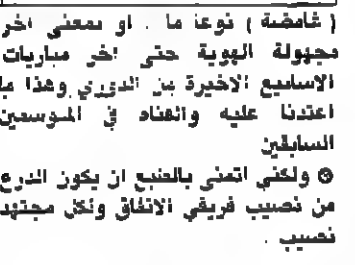 ( غامضة ) نوعا ما . او بمعنى اخر
مجهولة الهوية حتى اخر مباريات
الاسابيع الاخيرة من الدوري وهذا ما
اعتدنا عليه في الموسمين
السابقين
ولكني اتمنى بالطبع ان يكون الدرع
من نصيب فريقي الاتفاق ولكل مجتهد
نصيب .